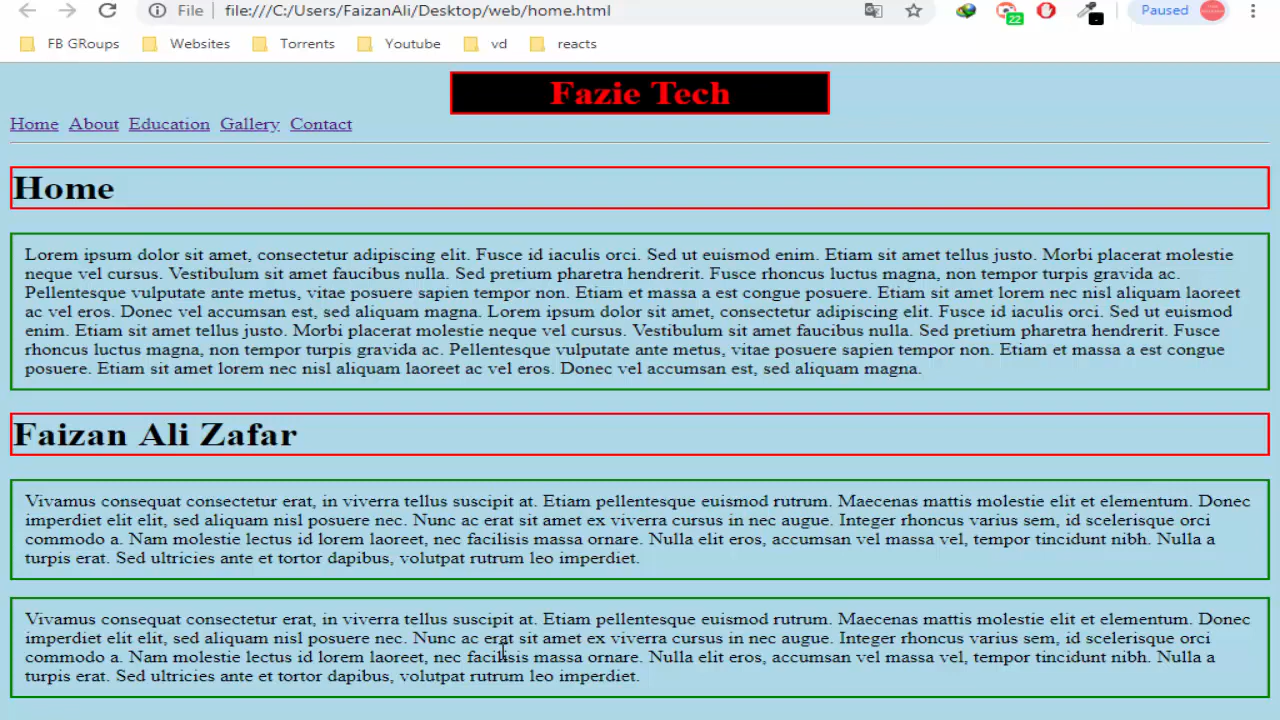 File file:///C:/Users/FaizanAli/Desktop/web/home.html 22 Paused
FB GRoups Websites Torrents Youtube vd reacts
Fazie Tech
Home About Education Gallery Contact
Home
Lorem ipsum dolor sit amet, consectetur adipiscing elit. Fusce id iaculis orci. Sed ut euismod enim. Etiam sit amet tellus justo. Morbi placerat molestie
neque vel cursus. Vestibulum sit amet faucibus nulla. Sed pretium pharetra hendrerit. Fusce rhoncus luctus magna, non tempor turpis gravida ac.
Pellentesque vulputate ante metus, vitae posuere sapien tempor non. Etiam et massa a est congue posuere. Etiam sit amet lorem nec nisl aliquam laoreet
ac vel eros. Donec vel accumsan est, sed aliquam magna. Lorem ipsum dolor sit amet, consectetur adipiscing elit. Fusce id iaculis orci. Sed ut euismod
enim. Etiam sit amet tellus justo. Morbi placerat molestie neque vel cursus. Vestibulum sit amet faucibus nulla. Sed pretium pharetra hendrerit. Fusce
rhoncus luctus magna, non tempor turpis gravida ac. Pellentesque vulputate ante metus, vitae posuere sapien tempor non. Etiam et massa a est congue
posuere. Etiam sit amet lorem nec nisl aliquam laoreet ac vel eros. Donec vel accumsan est, sed aliquam magna.
Faizan Ali Zafar
Vivamus consequat consectetur erat, in viverra tellus suscipit at. Etiam pellentesque euismod rutrum. Maecenas mattis molestie elit et elementum. Donec
imperdiet elit elit, sed aliquam nisl posuere nec. Nunc ac erat sit amet ex viverra cursus in nec augue. Integer rhoncus varius sem, id scelerisque orci
commodo a. Nam molestie lectus id lorem laoreet, nec facilisis massa ornare. Nulla elit eros, accumsan vel massa vel, tempor tincidunt nibh. Nulla a
turpis erat. Sed ultricies ante et tortor dapibus, volutpat rutrum leo imperdiet.
Vivamus consequat consectetur erat, in viverra tellus suscipit at. Etiam pellentesque euismod rutrum. Maecenas mattis molestie elit et elementum. Donec
imperdiet elit elit, sed aliquam nisl posuere nec. Nunc ac erat sit amet ex viverra cursus in nec augue. Integer rhoncus varius sem, id scelerisque orci
commodo a. Nam molestie lectus id lorem laoreet, nec facilisis massa ornare. Nulla elit eros, accumsan vel massa vel, tempor tincidunt nibh. Nulla a
turpis erat. Sed ultricies ante et tortor dapibus, volutpat rutrum leo imperdiet.